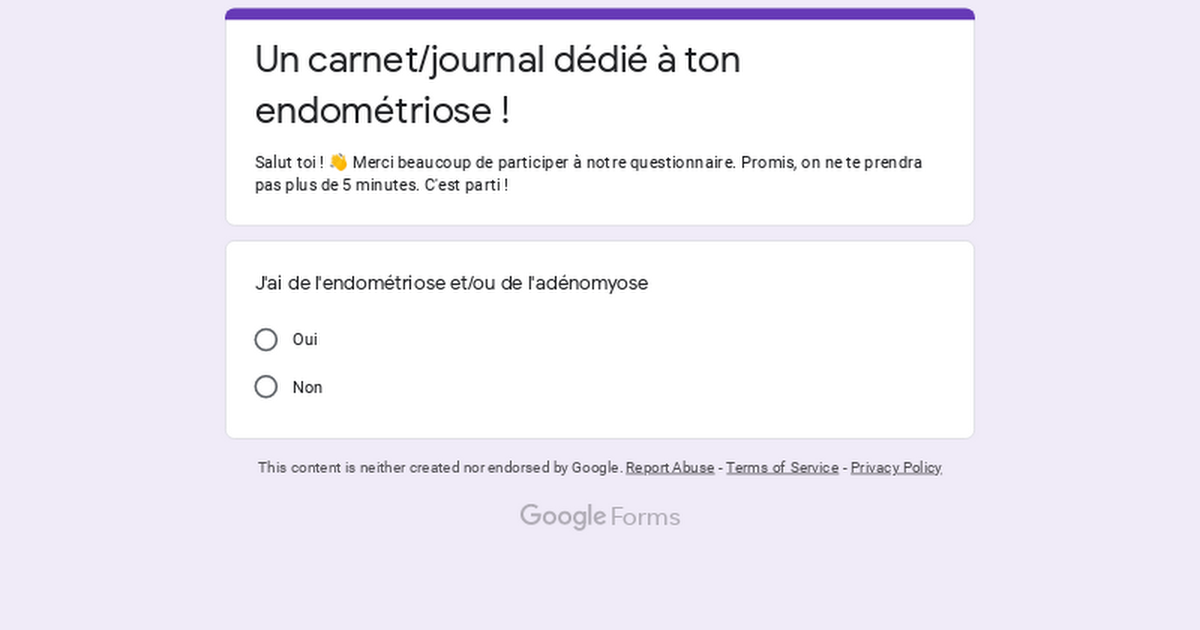 Un carnet/journal dédié à ton
endométriose !
Salut toi ! 👋 Merci beaucoup de participer à notre questionnaire. Promis, on ne te prendra
pas plus de 5 minutes. C'est parti !
J'ai de l'endométriose et/ou de l'adénomyose
Oui
Non
This content is neither created nor endorsed by Google. Report Abuse - Terms of Service - Privacy Policy
Google Forms